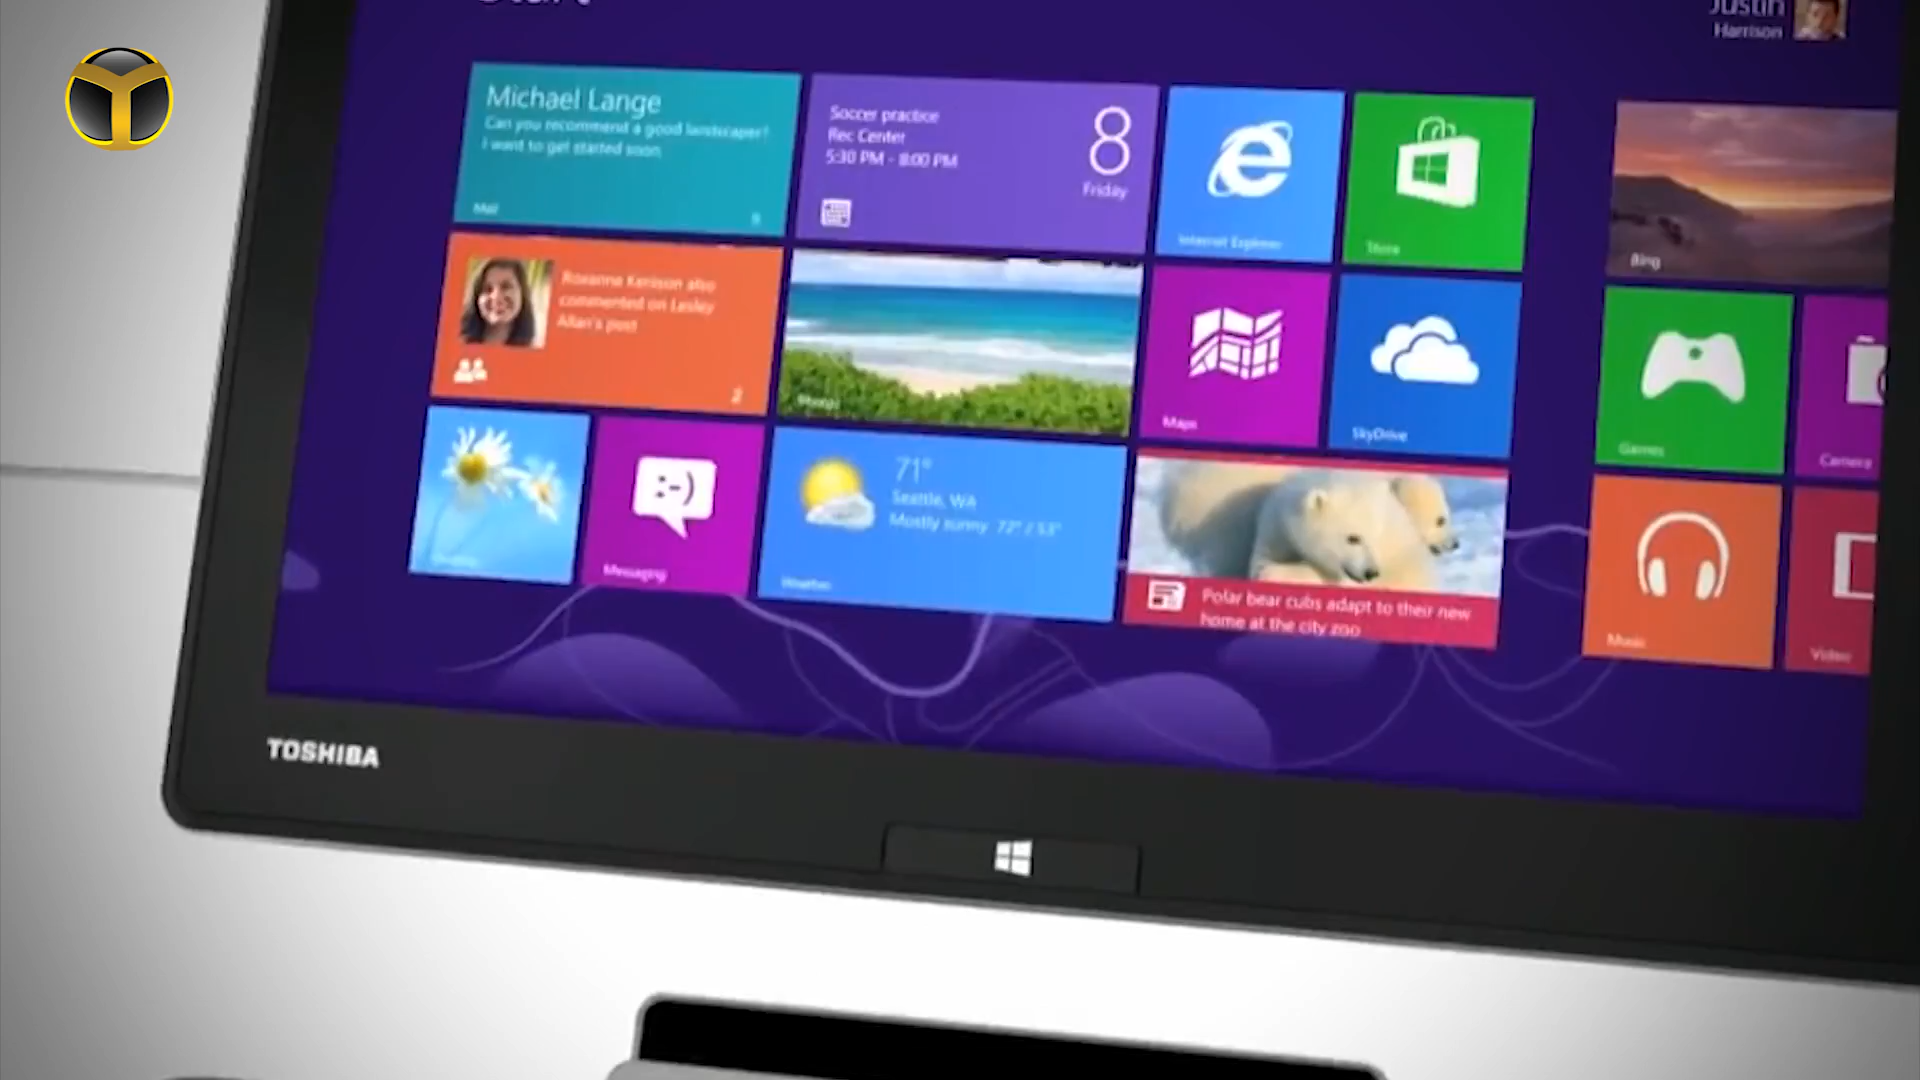 Start
Justin
Harrison
Michael Lange
Can you recommend a good landscaper?
I want to get started soon.
Mail
Soccer practice
Rec Center
5:30 PM - 8:00 PM
8
Friday
Internet Explorer
Store
Bing
Roxanne Kenison also
commented on Lesley
Allan's post
2
Maps
SkyDrive
Games
Camera
:-)
Messaging
71°
Seattle, WA
Mostly sunny 72° / 53°
Weather
Polar bear cubs adapt to their new
home at the city zoo
Music
Video
TOSHIBA